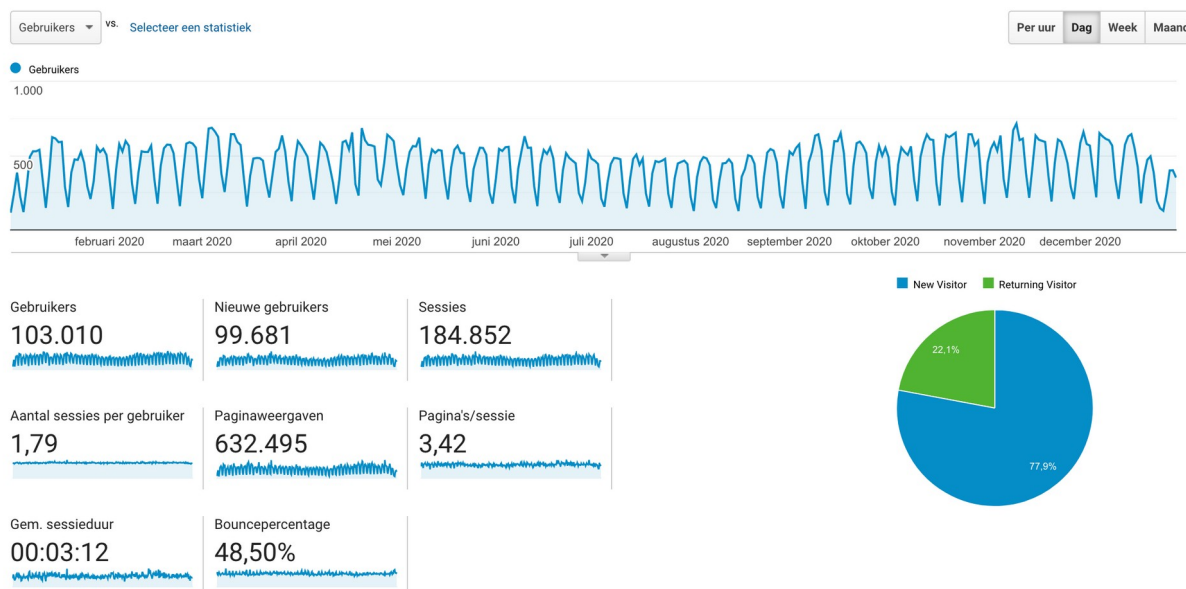 Gebruikers vs. Selecteer een statistiek
Per uur Dag Week Maand
Gebruikers
1.000
500
februari 2020 maart 2020 april 2020 mei 2020 juni 2020 juli 2020 augustus 2020 september 2020 oktober 2020 november 2020 december 2020
New Visitor Returning Visitor
Gebruikers Nieuwe gebruikers Sessies
103.010 99.681 184.852
22,1%
Aantal sessies per gebruiker Paginaweergaven Pagina's/sessie
1,79 632.495 3,42
77,9%
Gem. sessieduur Bouncepercentage
00:03:12 48,50%